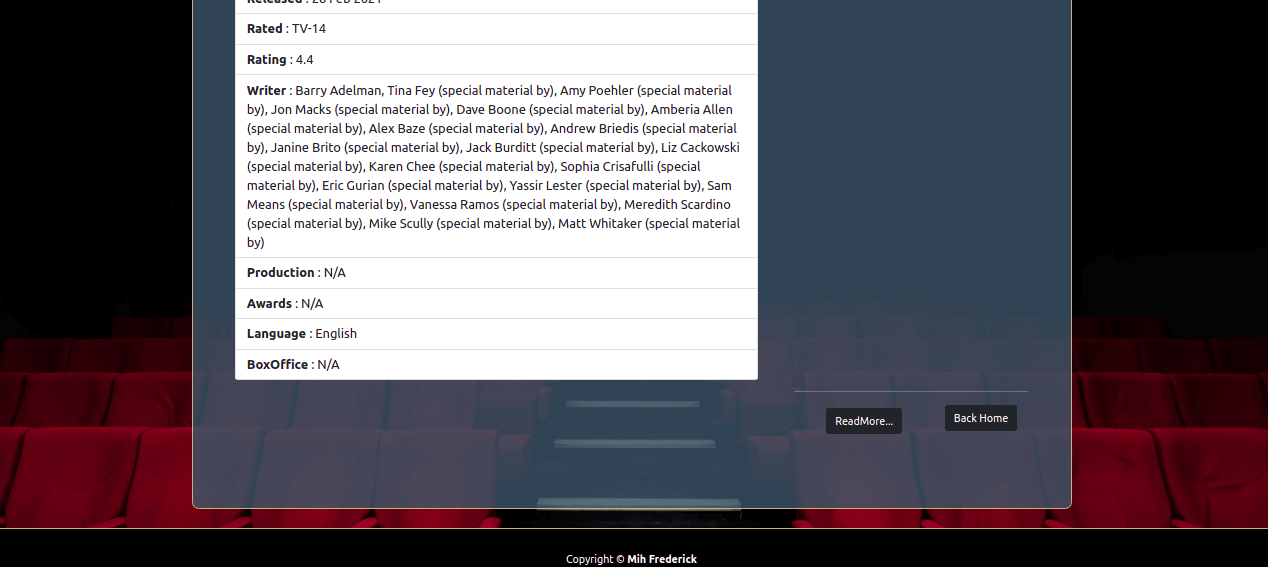 Released : 28 Feb 2021
Rated : TV-14
Rating : 4.4
Writer : Barry Adelman, Tina Fey (special material by), Amy Poehler (special material
by), Jon Macks (special material by), Dave Boone (special material by), Amberia Allen
(special material by), Alex Baze (special material by), Andrew Briedis (special material
by), Janine Brito (special material by), Jack Burditt (special material by), Liz Cackowski
(special material by), Karen Chee (special material by), Sophia Crisafulli (special
material by), Eric Gurian (special material by), Yassir Lester (special material by), Sam
Means (special material by), Vanessa Ramos (special material by), Meredith Scardino
(special material by), Mike Scully (special material by), Matt Whitaker (special material
by)
Production : N/A
Awards : N/A
Language : English
BoxOffice : N/A
ReadMore...
Back Home
Copyright © Mih Frederick